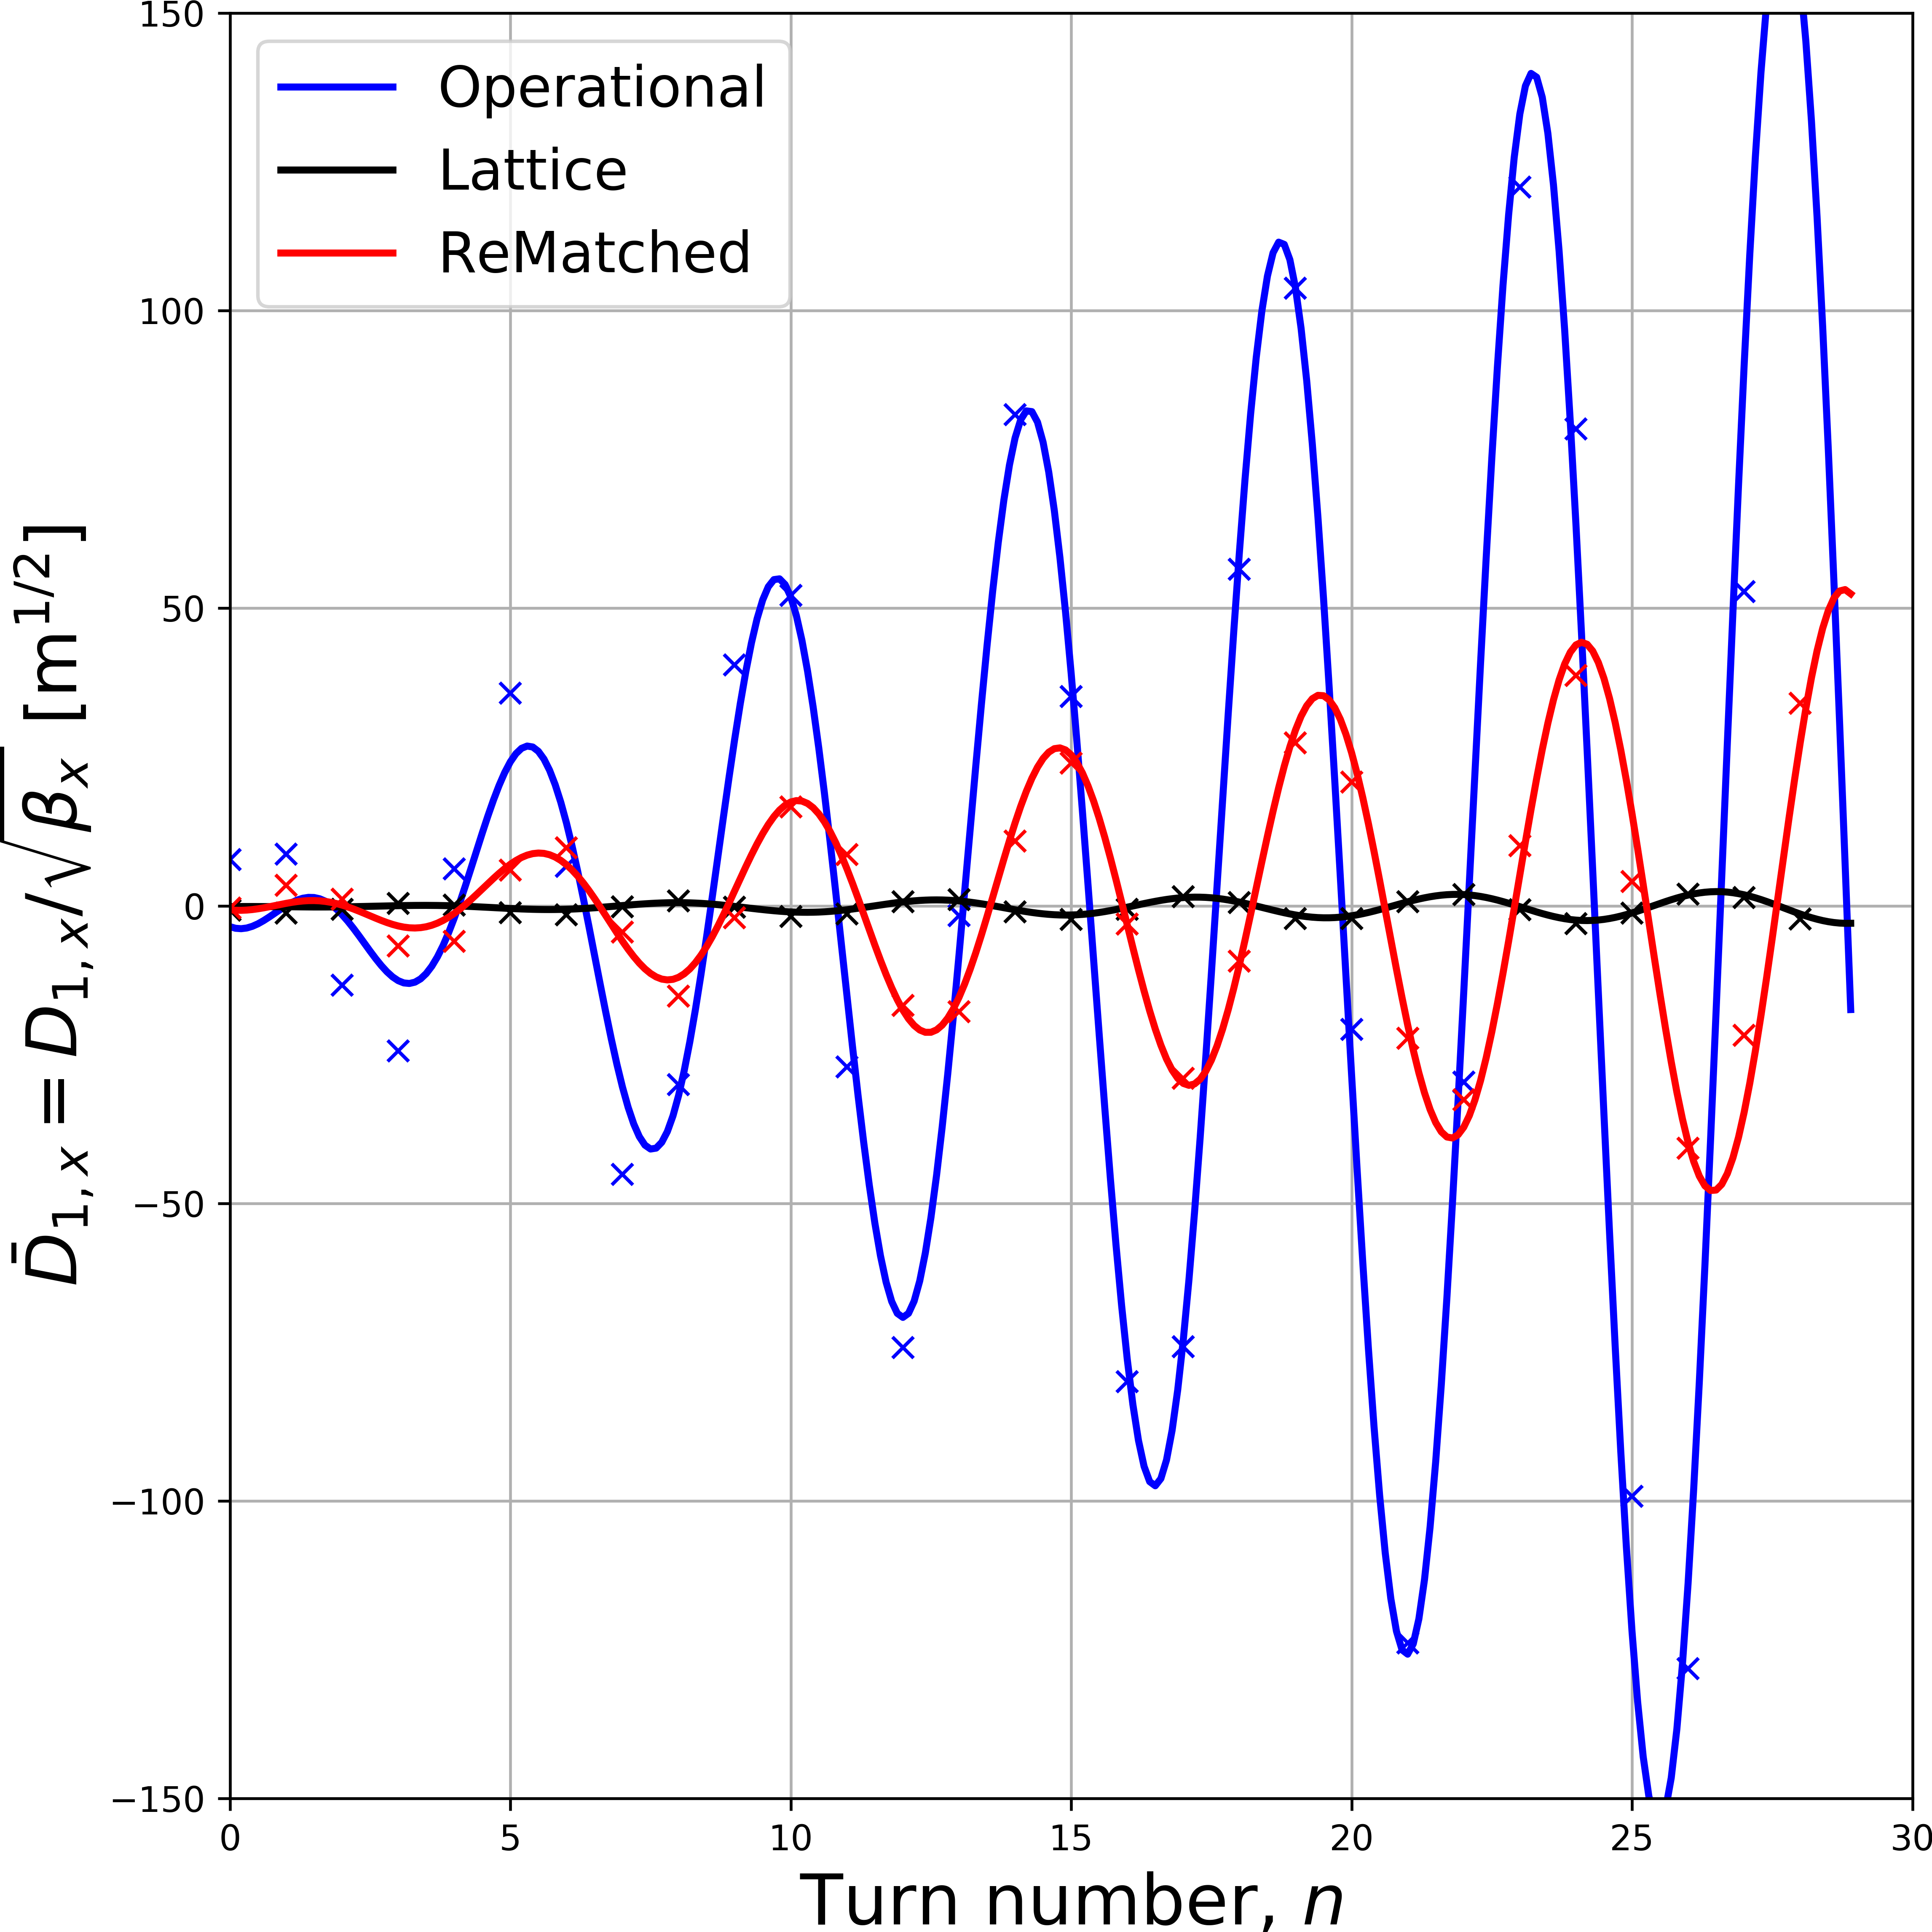 Operational
Lattice
ReMatched
150
100
50
0
−50
−100
−150
0 5 10 15 20 25 30
Turn number, n
D̄₁,ₓ = D₁,ₓ/√βₓ [m^1/2]